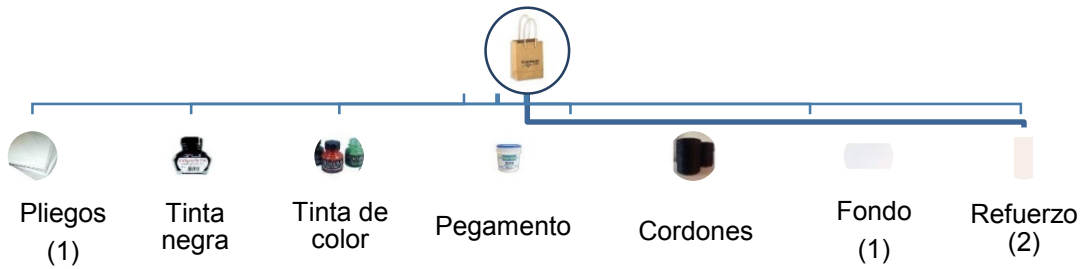 Pliegos
(1)
Tinta
negra
Tinta de
color
Pegamento
Cordones
Fondo
(1)
Refuerzo
(2)